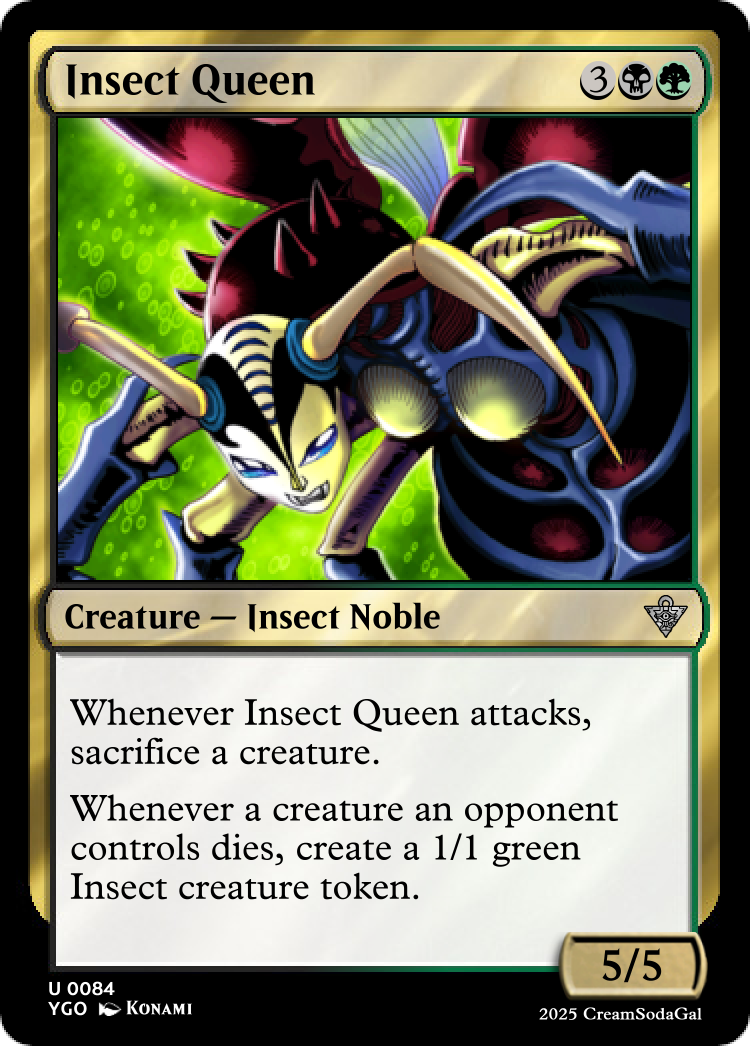 Insect Queen 3
Creature — Insect Noble
Whenever Insect Queen attacks,
sacrifice a creature.
Whenever a creature an opponent
controls dies, create a 1/1 green
Insect creature token.
5/5
U 0084
YGO KONAMI
2025 CreamSodaGal